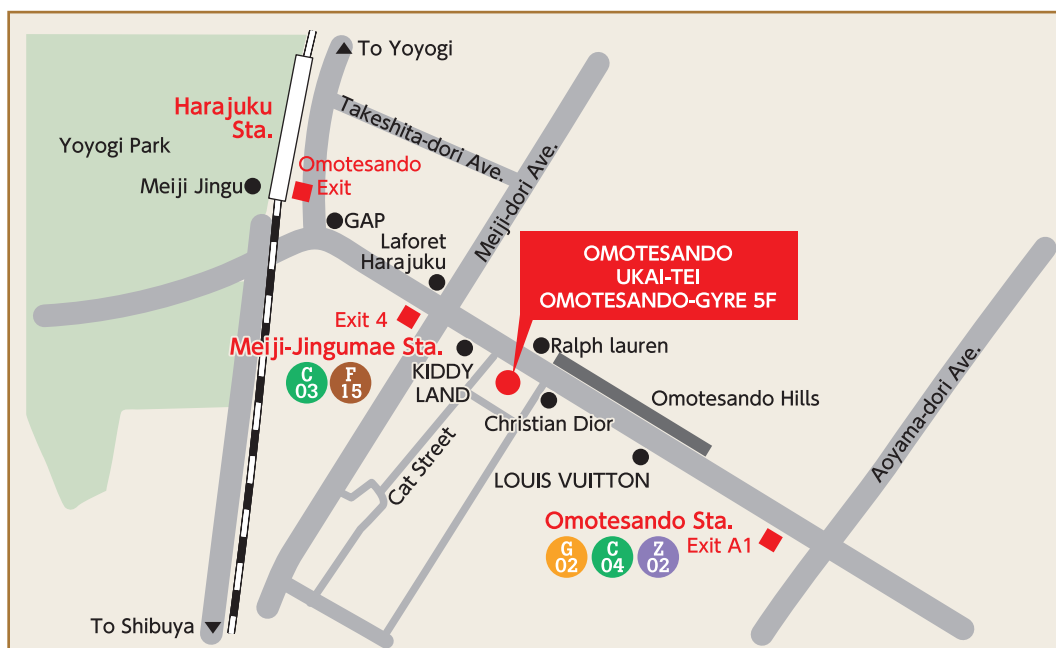 To Yoyogi
Harajuku
Sta.
Yoyogi Park
Takeshita-dori Ave.
Meiji Jingu
Omotesando
Exit
GAP
Meiji-dori Ave.
Laforet
Harajuku
OMOTESANDO
UKAI-TEI
OMOTESANDO-GYRE 5F
Exit 4
Meiji-Jingumae Sta.
C
03
F
15
KIDDY
LAND
Ralph lauren
Omotesando Hills
Christian Dior
Aoyama-dori Ave.
Cat Street
LOUIS VUITTON
Omotesando Sta.
G
02
C
04
Z
02
Exit A1
To Shibuya